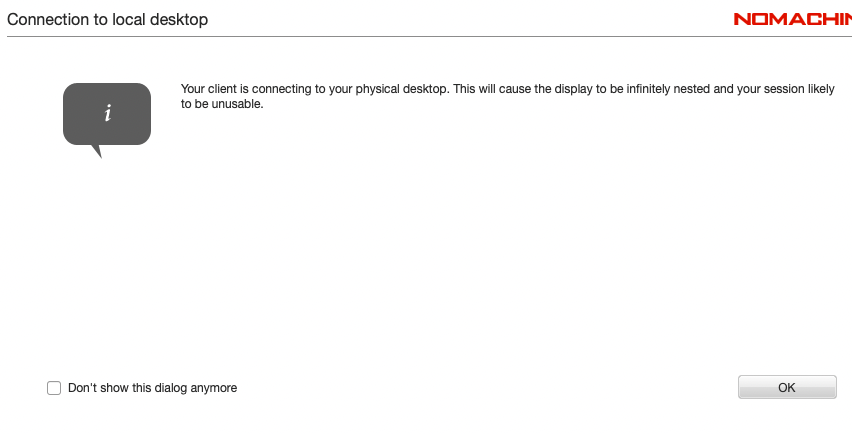 Connection to local desktop
NOMACHIN
i
Your client is connecting to your physical desktop. This will cause the display to be infinitely nested and your session likely
to be unusable.
Don't show this dialog anymore
OK